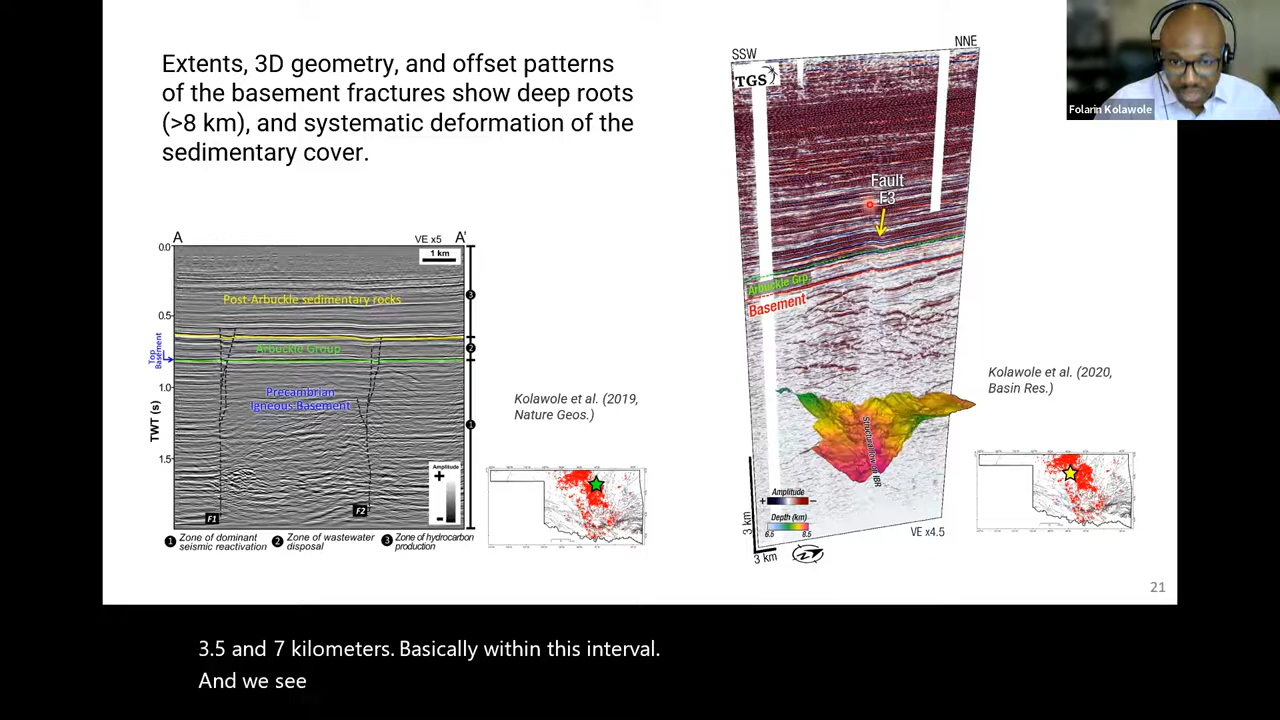 Extents, 3D geometry, and offset patterns
of the basement fractures show deep roots
(>8 km), and systematic deformation of the
sedimentary cover.
A
VE x5
A'
1 km
0.0
0.5
1.0
1.5
TWT (s)
Top
Basement
Post-Arbuckle sedimentary rocks
Arbuckle Group
Precambrian
Igneous Basement
3
2
1
Amplitude
+
-
F1
F2
1 Zone of dominant
seismic reactivation
2 Zone of wastewater
disposal
3 Zone of hydrocarbon
production
Kolawole et al. (2019,
Nature Geos.)
SSW
NNE
TGS
Fault
F3
Arbuckle Grp.
Basement
Amplitude
+ -
Depth (km)
6.5 8.5
3 km
3 km
Z
VE x4.5
Kolawole et al. (2020,
Basin Res.)
21
Folarin Kolawole
3.5 and 7 kilometers. Basically within this interval.
And we see